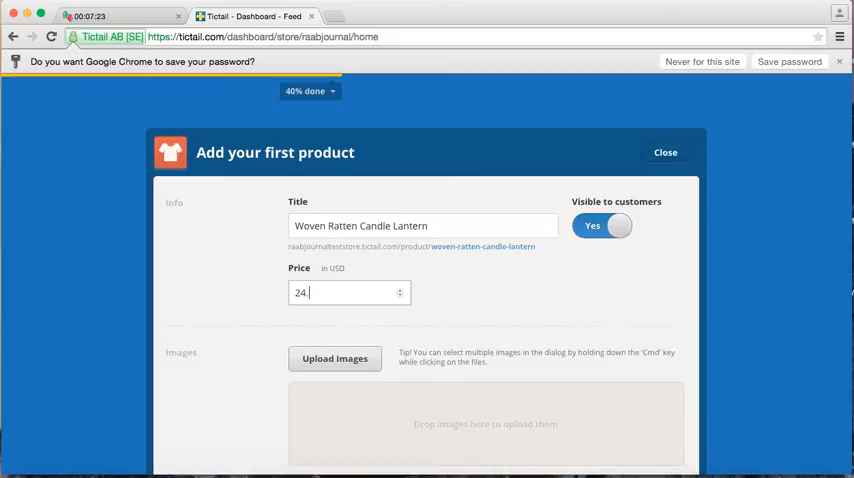 00:07:23
Tictail - Dashboard - Feed
Tictail AB [SE] https://tictail.com/dashboard/store/raabjournal/home
Do you want Google Chrome to save your password? Never for this site Save password
40% done
Add your first product Close
Info Title Visible to customers
Woven Ratten Candle Lantern Yes
raabjournalteststore.tictail.com/product/woven-ratten-candle-lantern
Price in USD
24.
Images Upload Images Tip! You can select multiple images in the dialog by holding down the 'Cmd' key
while clicking on the files.
Drop images here to upload them